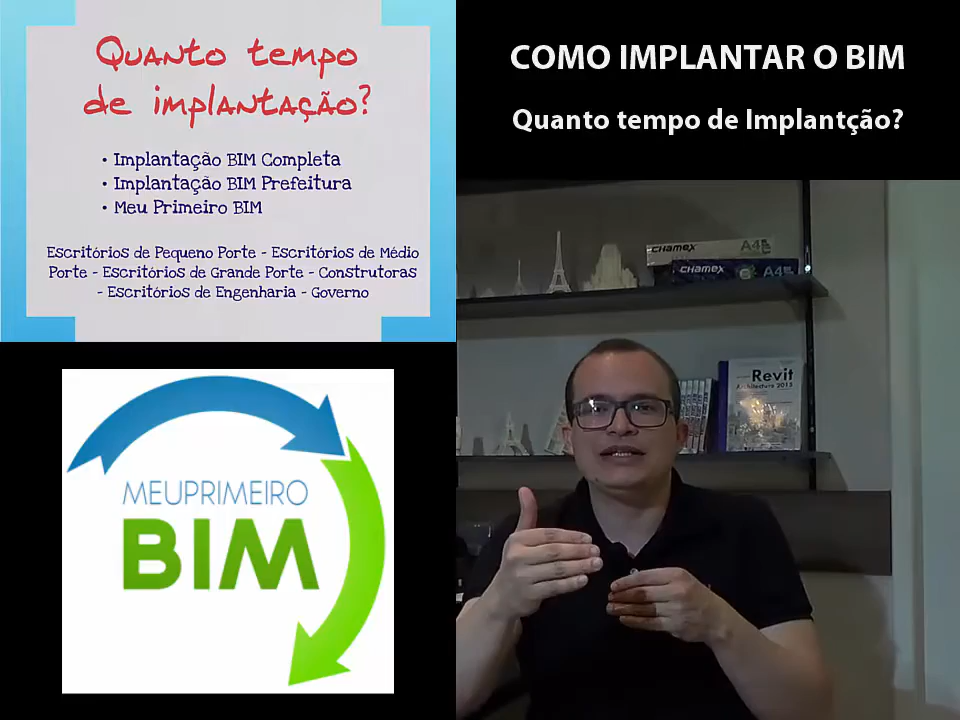 Quanto tempo
de implantação?
• Implantação BIM Completa
• Implantação BIM Prefeitura
• Meu Primeiro BIM
Escritórios de Pequeno Porte - Escritórios de Médio
Porte - Escritórios de Grande Porte - Construtoras
- Escritórios de Engenharia - Governo
COMO IMPLANTAR O BIM
Quanto tempo de Implantção?
CHAMEX A4
CHAMEX A4
Revit
Architecture 2013
MEUPRIMEIRO
BIM